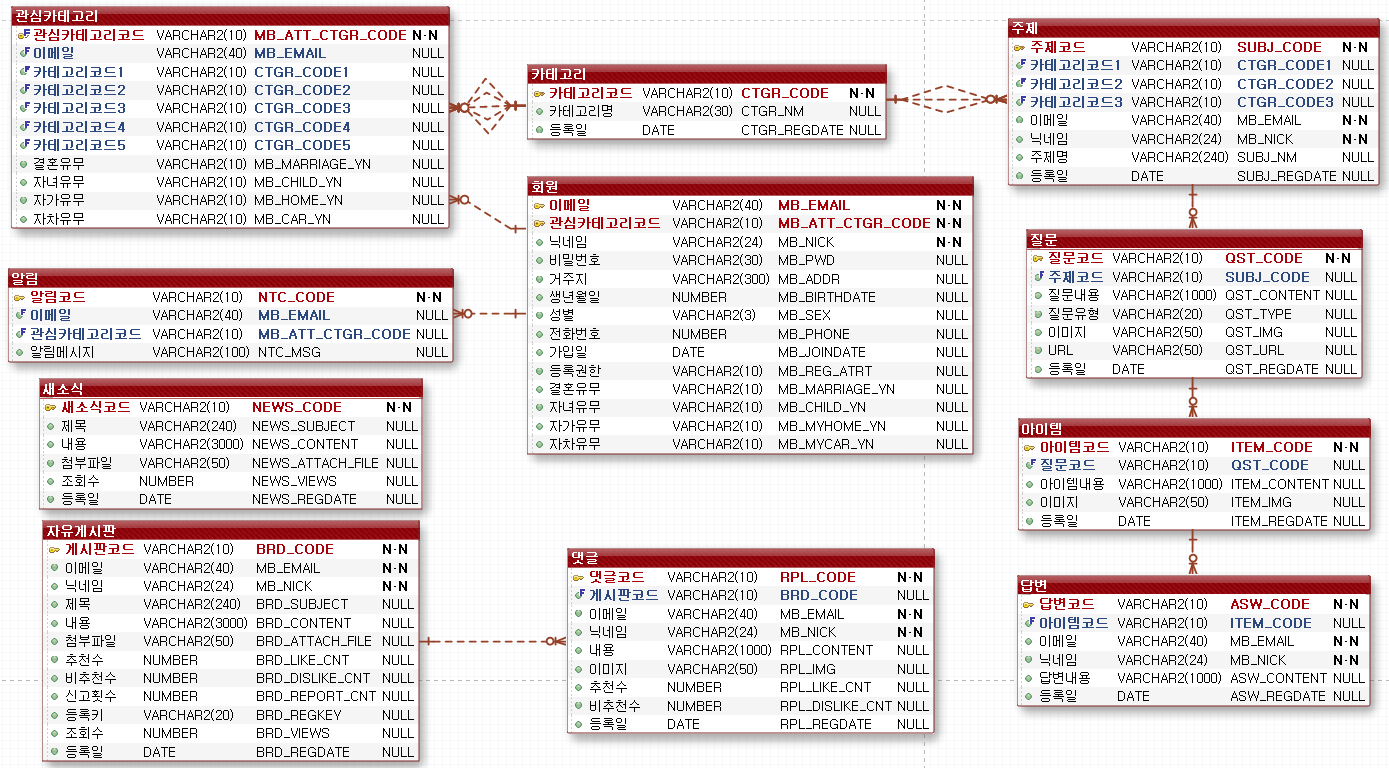 관심카테고리
관심카테고리코드 VARCHAR2(10) MB_ATT_CTGR_CODE N-N
이메일 VARCHAR2(40) MB_EMAIL NULL
카테고리코드1 VARCHAR2(10) CTGR_CODE1 NULL
카테고리코드2 VARCHAR2(10) CTGR_CODE2 NULL
카테고리코드3 VARCHAR2(10) CTGR_CODE3 NULL
카테고리코드4 VARCHAR2(10) CTGR_CODE4 NULL
카테고리코드5 VARCHAR2(10) CTGR_CODE5 NULL
결혼유무 VARCHAR2(10) MB_MARRIAGE_YN NULL
자녀유무 VARCHAR2(10) MB_CHILD_YN NULL
자가유무 VARCHAR2(10) MB_HOME_YN NULL
자차유무 VARCHAR2(10) MB_CAR_YN NULL
카테고리
카테고리코드 VARCHAR2(10) CTGR_CODE N-N
카테고리명 VARCHAR2(30) CTGR_NM NULL
등록일 DATE CTGR_REGDATE NULL
주제
주제코드 VARCHAR2(10) SUBJ_CODE N-N
카테고리코드1 VARCHAR2(10) CTGR_CODE1 NULL
카테고리코드2 VARCHAR2(10) CTGR_CODE2 NULL
카테고리코드3 VARCHAR2(10) CTGR_CODE3 NULL
이메일 VARCHAR2(40) MB_EMAIL N-N
닉네임 VARCHAR2(24) MB_NICK N-N
주제명 VARCHAR2(240) SUBJ_NM NULL
등록일 DATE SUBJ_REGDATE NULL
회원
이메일 VARCHAR2(40) MB_EMAIL N-N
관심카테고리코드 VARCHAR2(10) MB_ATT_CTGR_CODE N-N
닉네임 VARCHAR2(24) MB_NICK N-N
비밀번호 VARCHAR2(30) MB_PWD NULL
거주지 VARCHAR2(300) MB_ADDR NULL
생년월일 NUMBER MB_BIRTHDATE NULL
성별 VARCHAR2(3) MB_SEX NULL
전화번호 NUMBER MB_PHONE NULL
가입일 DATE MB_JOINDATE NULL
등록권한 VARCHAR2(10) MB_REG_ATRT NULL
결혼유무 VARCHAR2(10) MB_MARRIAGE_YN NULL
자녀유무 VARCHAR2(10) MB_CHILD_YN NULL
자가유무 VARCHAR2(10) MB_MYHOME_YN NULL
자차유무 VARCHAR2(10) MB_MYCAR_YN NULL
질문
질문코드 VARCHAR2(10) QST_CODE N-N
주제코드 VARCHAR2(10) SUBJ_CODE NULL
질문내용 VARCHAR2(1000) QST_CONTENT NULL
질문유형 VARCHAR2(20) QST_TYPE NULL
이미지 VARCHAR2(50) QST_IMG NULL
URL VARCHAR2(50) QST_URL NULL
등록일 DATE QST_REGDATE NULL
알림
알림코드 VARCHAR2(10) NTC_CODE N-N
이메일 VARCHAR2(40) MB_EMAIL NULL
관심카테고리코드 VARCHAR2(10) MB_ATT_CTGR_CODE NULL
알림메시지 VARCHAR2(100) NTC_MSG NULL
새소식
새소식코드 VARCHAR2(10) NEWS_CODE N-N
제목 VARCHAR2(240) NEWS_SUBJECT NULL
내용 VARCHAR2(3000) NEWS_CONTENT NULL
첨부파일 VARCHAR2(50) NEWS_ATTACH_FILE NULL
조회수 NUMBER NEWS_VIEWS NULL
등록일 DATE NEWS_REGDATE NULL
아이템
아이템코드 VARCHAR2(10) ITEM_CODE N-N
질문코드 VARCHAR2(10) QST_CODE NULL
아이템내용 VARCHAR2(1000) ITEM_CONTENT NULL
이미지 VARCHAR2(50) ITEM_IMG NULL
등록일 DATE ITEM_REGDATE NULL
자유게시판
게시판코드 VARCHAR2(10) BRD_CODE N-N
이메일 VARCHAR2(40) MB_EMAIL N-N
닉네임 VARCHAR2(24) MB_NICK N-N
제목 VARCHAR2(240) BRD_SUBJECT NULL
내용 VARCHAR2(3000) BRD_CONTENT NULL
첨부파일 VARCHAR2(50) BRD_ATTACH_FILE NULL
추천수 NUMBER BRD_LIKE_CNT NULL
비추천수 NUMBER BRD_DISLIKE_CNT NULL
신고횟수 NUMBER BRD_REPORT_CNT NULL
등록키 VARCHAR2(20) BRD_REGKEY NULL
조회수 NUMBER BRD_VIEWS NULL
등록일 DATE BRD_REGDATE NULL
댓글
댓글코드 VARCHAR2(10) RPL_CODE N-N
게시판코드 VARCHAR2(10) BRD_CODE NULL
이메일 VARCHAR2(40) MB_EMAIL N-N
닉네임 VARCHAR2(24) MB_NICK N-N
내용 VARCHAR2(1000) RPL_CONTENT NULL
이미지 VARCHAR2(50) RPL_IMG NULL
추천수 NUMBER RPL_LIKE_CNT NULL
비추천수 NUMBER RPL_DISLIKE_CNT NULL
등록일 DATE RPL_REGDATE NULL
답변
답변코드 VARCHAR2(10) ASW_CODE N-N
아이템코드 VARCHAR2(10) ITEM_CODE NULL
이메일 VARCHAR2(40) MB_EMAIL N-N
닉네임 VARCHAR2(24) MB_NICK N-N
답변내용 VARCHAR2(1000) ASW_CONTENT NULL
등록일 DATE ASW_REGDATE NULL